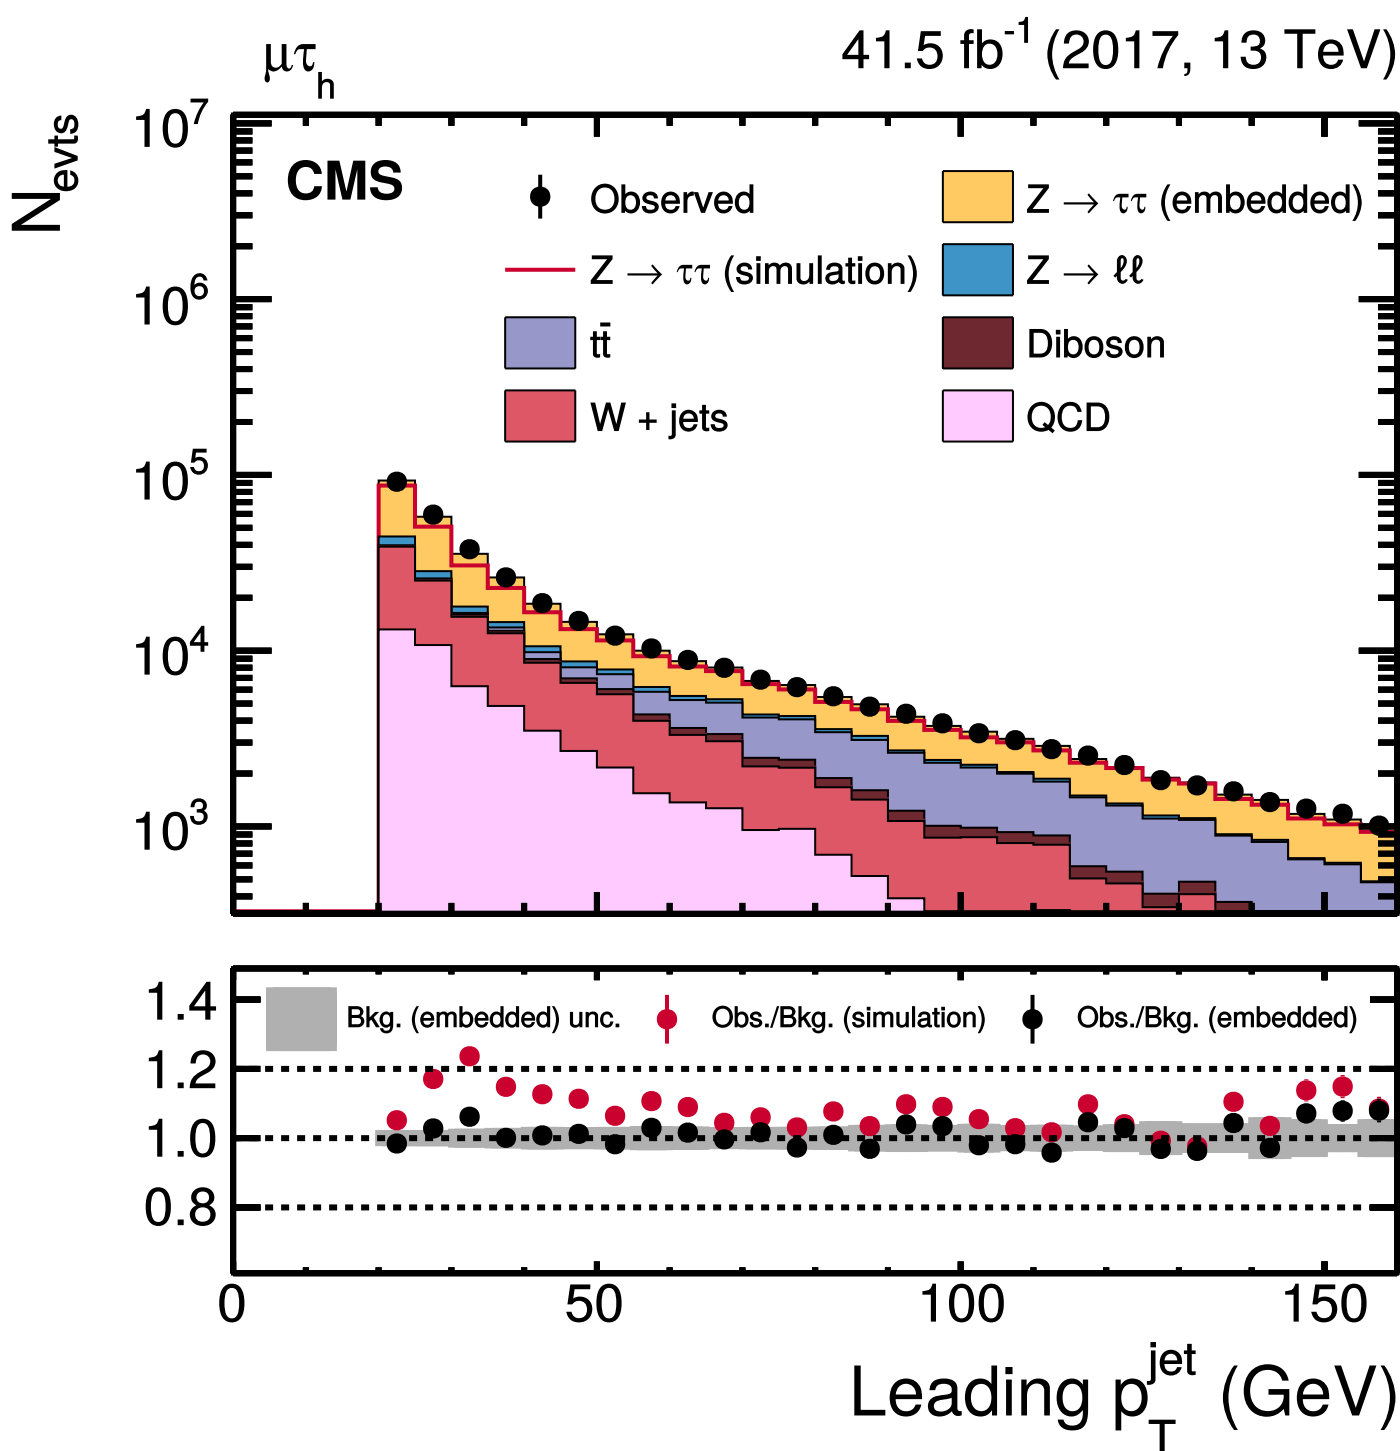 μτh 41.5 fb-1 (2017, 13 TeV)
Nevts
CMS
Observed
Z → ττ (embedded)
Z → ττ (simulation)
Z → ℓℓ
tt̄
Diboson
W + jets
QCD
10^7
10^6
10^5
10^4
10^3
Bkg. (embedded) unc. Obs./Bkg. (simulation) Obs./Bkg. (embedded)
1.4
1.2
1.0
0.8
0 50 100 150
Leading pTjet (GeV)